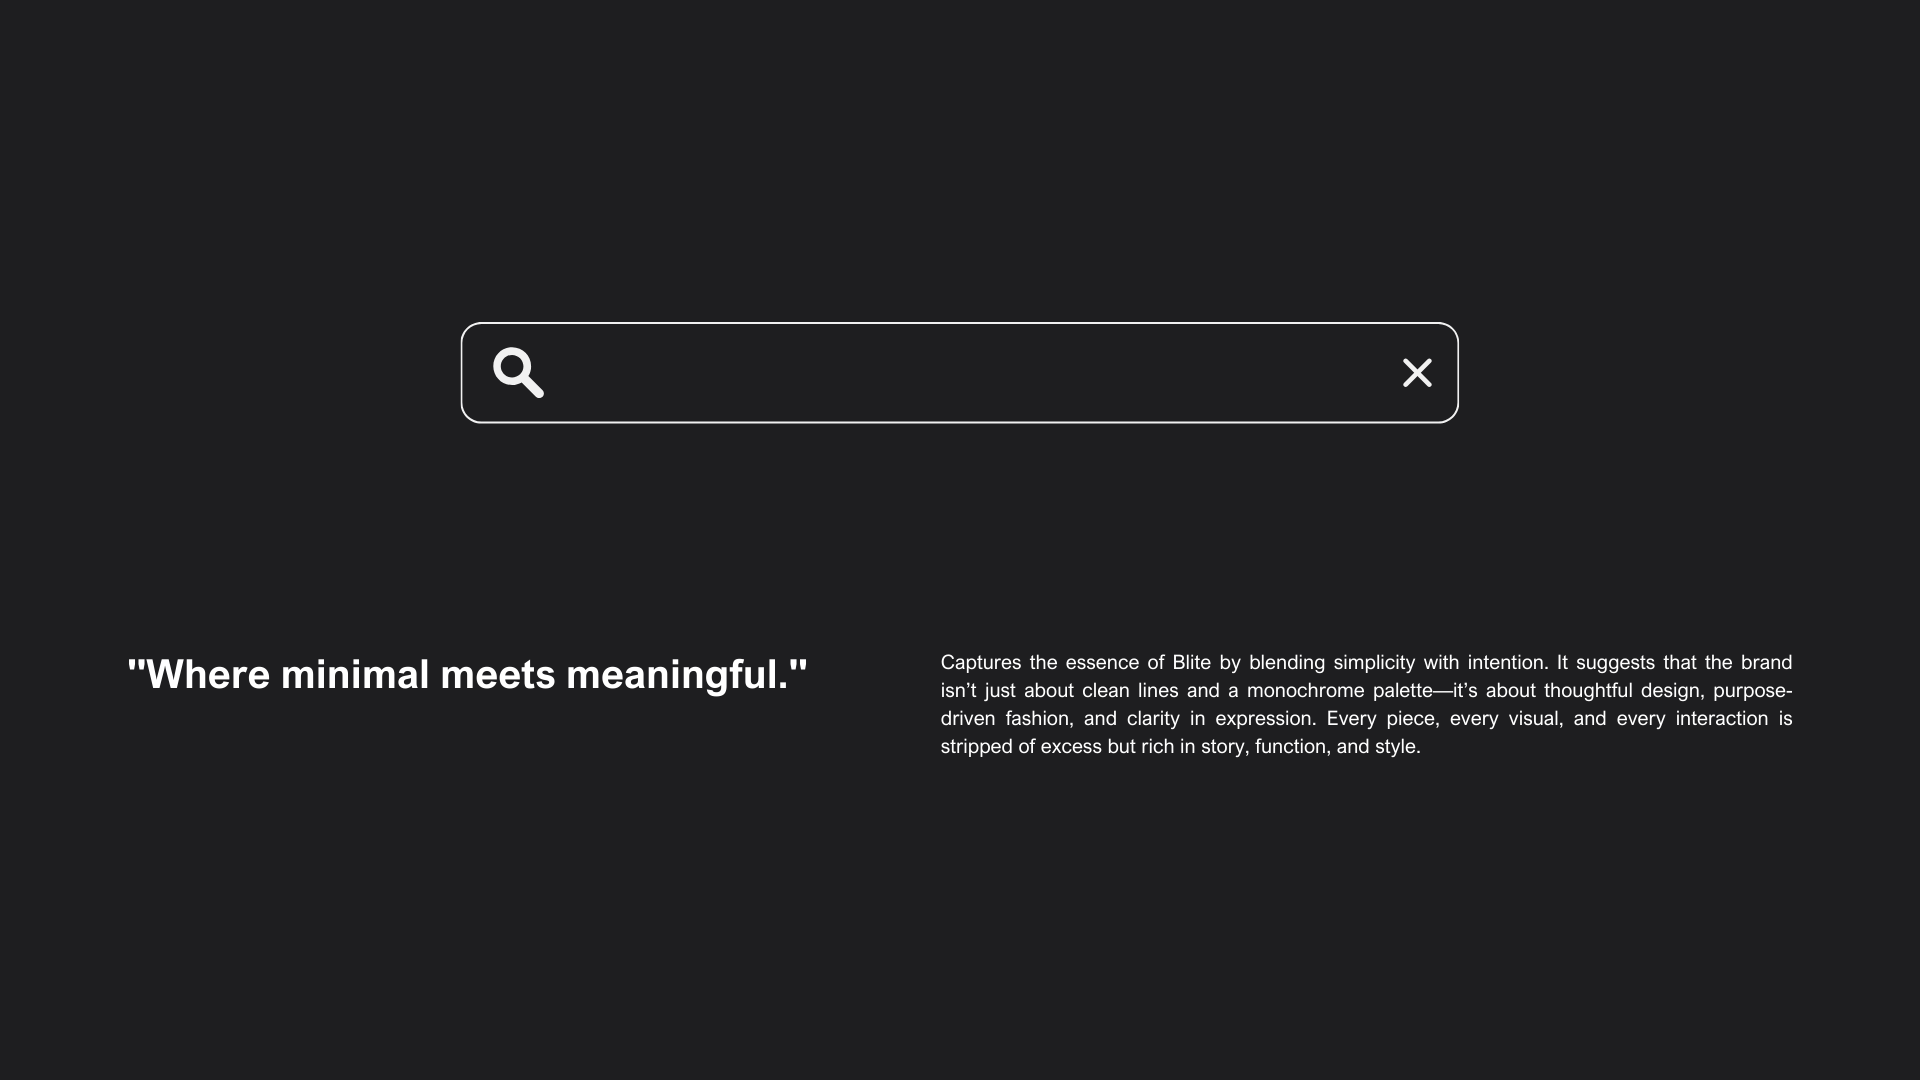 "Where minimal meets meaningful."
Captures the essence of Blite by blending simplicity with intention. It suggests that the brand
isn’t just about clean lines and a monochrome palette—it’s about thoughtful design, purpose-
driven fashion, and clarity in expression. Every piece, every visual, and every interaction is
stripped of excess but rich in story, function, and style.